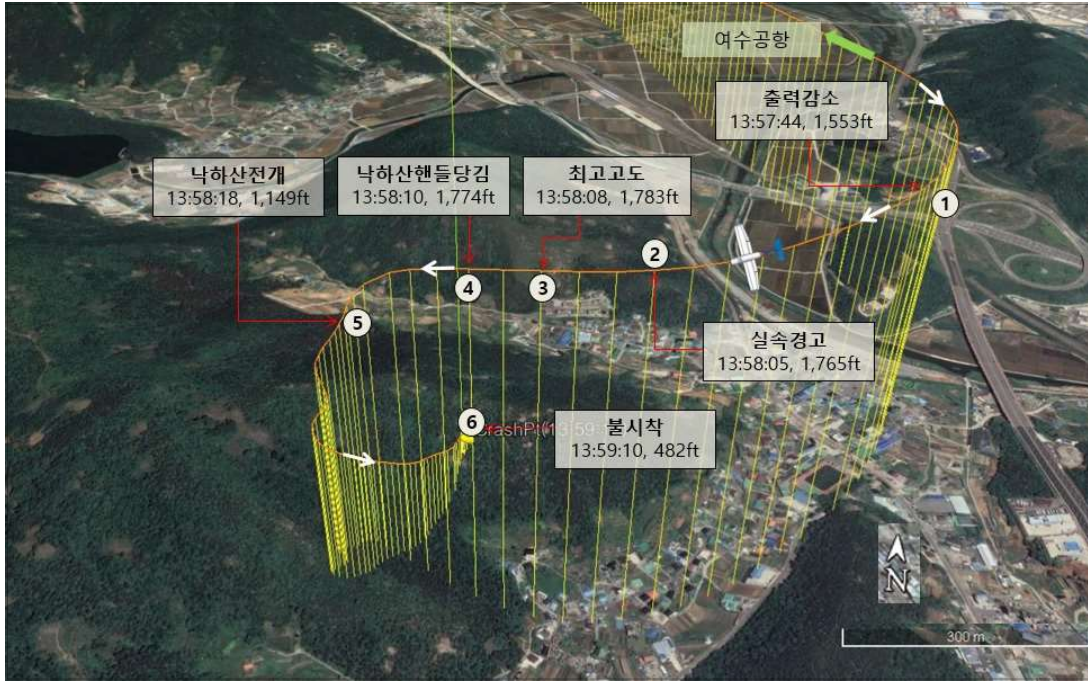 여수공항
출력감소
13:57:44, 1,553ft
낙하산전개
13:58:18, 1,149ft
낙하산핸들당김
13:58:10, 1,774ft
최고고도
13:58:08, 1,783ft
1
2
3
4
5
실속경고
13:58:05, 1,765ft
6
CrashPt(13:59
불시착
13:59:10, 482ft
N
300 m